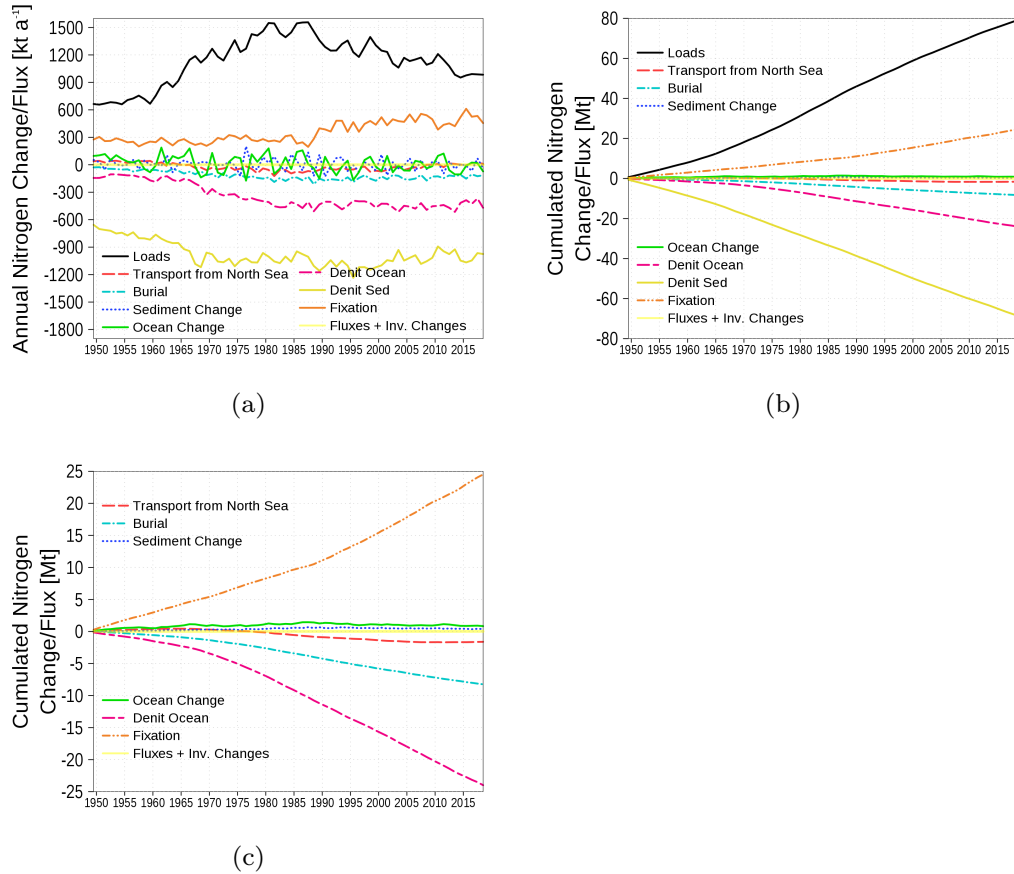 Annual Nitrogen Change/Flux [kt a⁻¹]
1500
1200
900
600
300
0
-300
-600
-900
-1200
-1500
-1800
Loads
Transport from North Sea
Burial
Sediment Change
Ocean Change
Denit Ocean
Denit Sed
Fixation
Fluxes + Inv. Changes
1950 1955 1960 1965 1970 1975 1980 1985 1990 1995 2000 2005 2010 2015
(a)
Cumulated Nitrogen
Change/Flux [Mt]
80
60
40
20
0
-20
-40
-60
-80
Loads
Transport from North Sea
Burial
Sediment Change
Ocean Change
Denit Ocean
Denit Sed
Fixation
Fluxes + Inv. Changes
1950 1955 1960 1965 1970 1975 1980 1985 1990 1995 2000 2005 2010 2015
(b)
Cumulated Nitrogen
Change/Flux [Mt]
25
20
15
10
5
0
-5
-10
-15
-20
-25
Transport from North Sea
Burial
Sediment Change
Ocean Change
Denit Ocean
Fixation
Fluxes + Inv. Changes
1950 1955 1960 1965 1970 1975 1980 1985 1990 1995 2000 2005 2010 2015
(c)